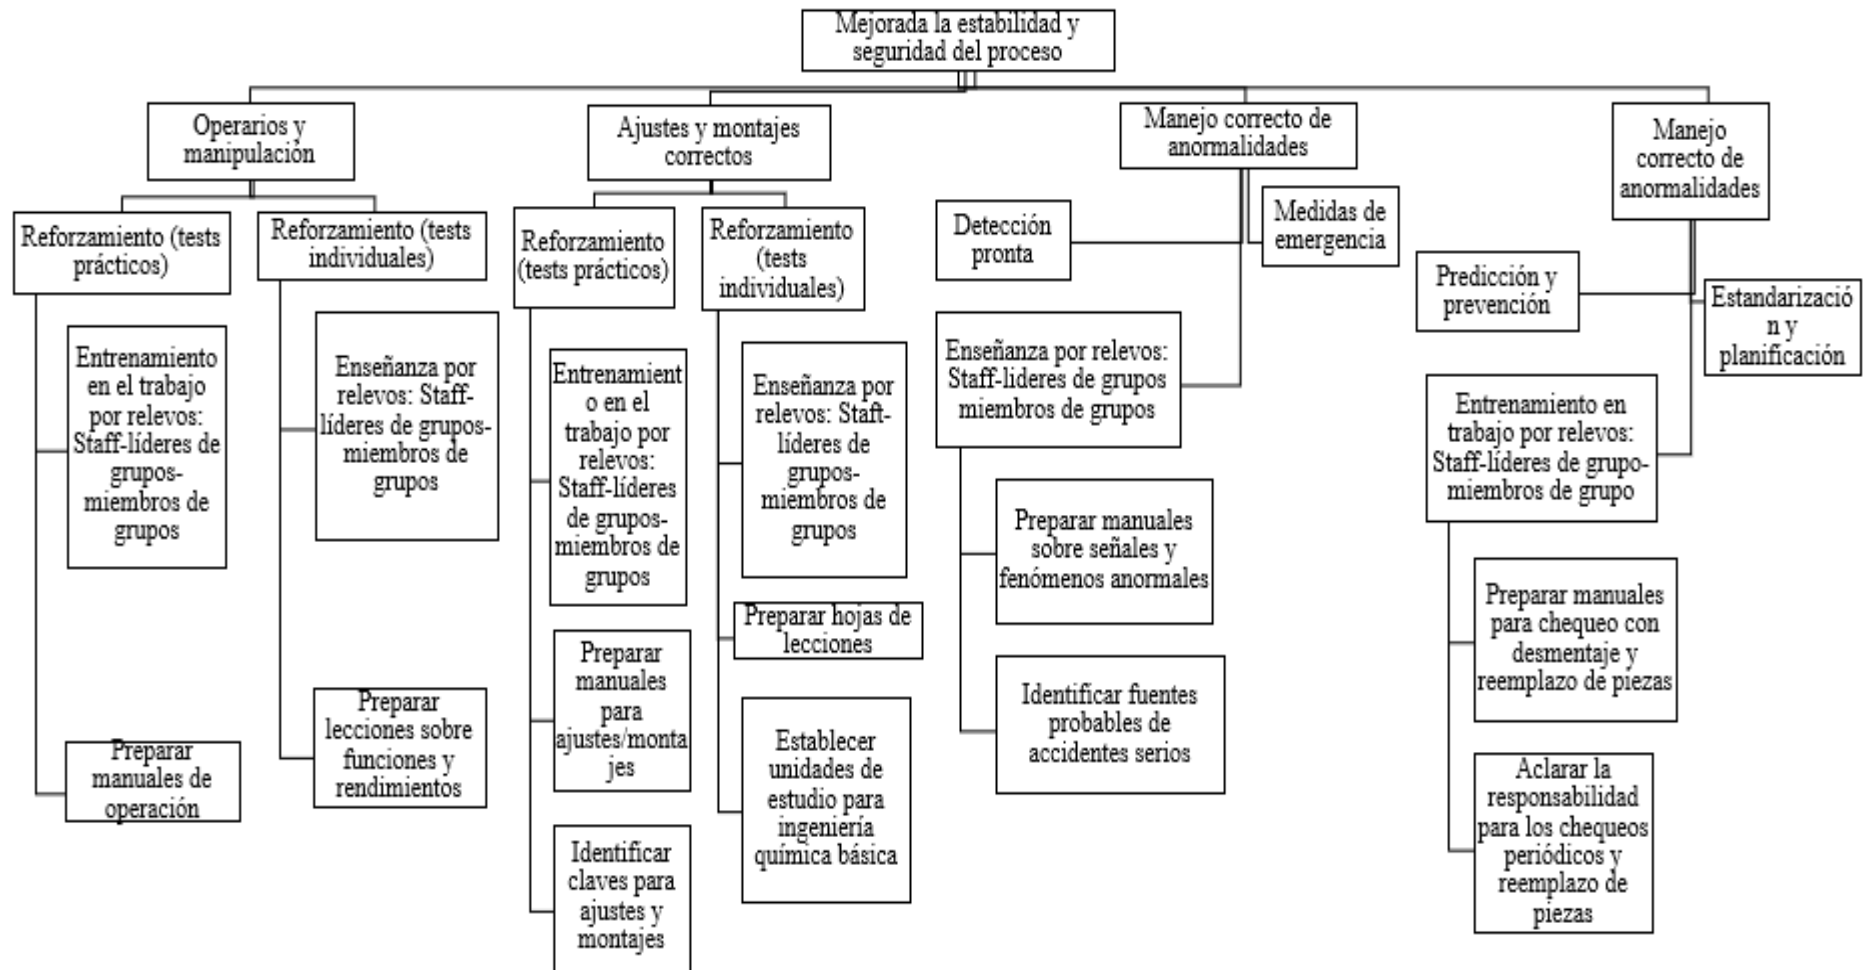 Mejorada la estabilidad y
seguridad del proceso
Operarios y
manipulación
Ajustes y montajes
correctos
Manejo correcto de
anormalidades
Manejo
correcto de
anormalidades
Reforzamiento (tests
prácticos)
Reforzamiento (tests
individuales)
Reforzamiento
(tests prácticos)
Reforzamiento
(tests
individuales)
Detección
pronta
Medidas de
emergencia
Predicción y
prevención
Estandarizació
n y
planificación
Entrenamiento
en el trabajo
por relevos:
Staff-líderes de
grupos-
miembros de
grupos
Enseñanza por
relevos: Staff-
líderes de grupos-
miembros de
grupos
Entrenamient
o en el
trabajo por
relevos:
Staff-líderes
de grupos-
miembros de
grupos
Enseñanza por
relevos: Staft-
líderes de
grupos-
miembros de
grupos
Enseñanza por relevos:
Staff-lideres de grupos
miembros de grupos
Entrenamiento en
trabajo por relevos:
Staff-líderes de grupo-
miembros de grupo
Preparar
manuales de
operación
Preparar
lecciones sobre
funciones y
rendimientos
Preparar
manuales
para
ajustes/monta
jes
Identificar
claves para
ajustes y
montajes
Preparar hojas de
lecciones
Establecer
unidades de
estudio para
ingeniería
química básica
Preparar manuales
sobre señales y
fenómenos anormales
Identificar fuentes
probables de
accidentes serios
Preparar manuales
para chequeo con
desmentaje y
reemplazo de piezas
Aclarar la
responsabilidad
para los chequeos
periódicos y
reemplazo de
piezas